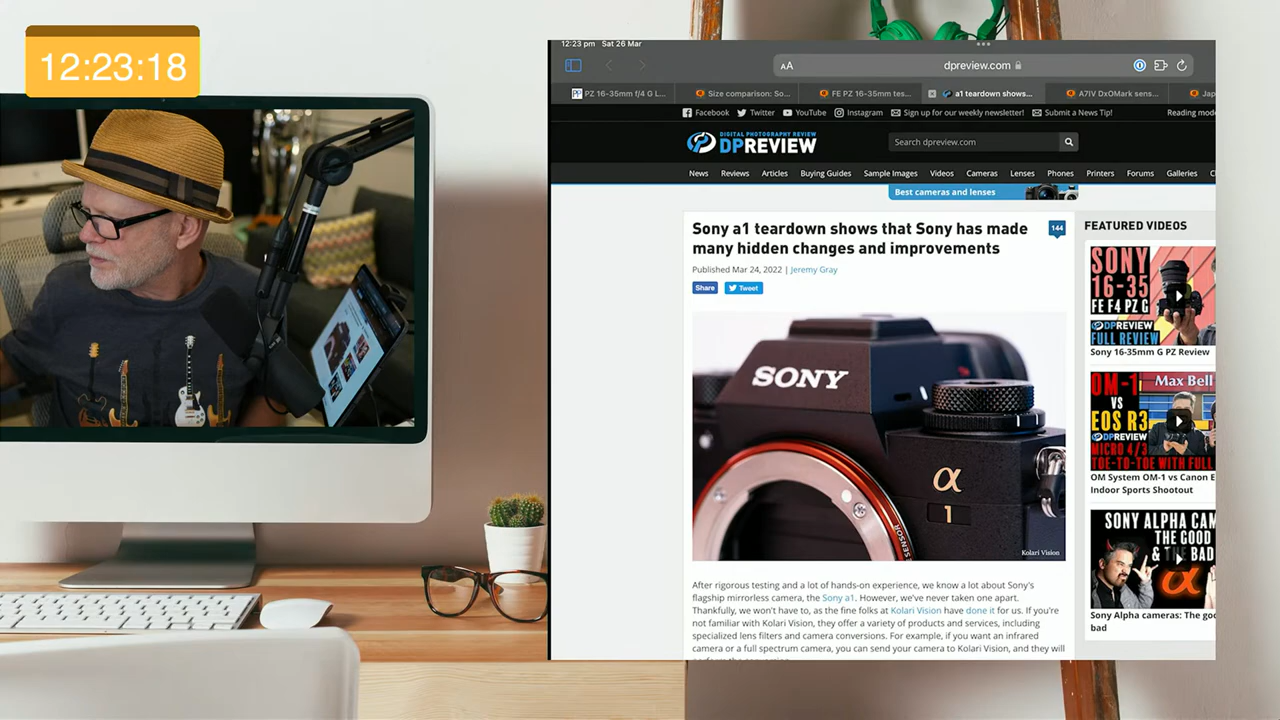 12:23:18
12:23 pm Sat 26 Mar
AA
dpreview.com
PZ 16-35mm f/4 G L...
Size comparison: So...
FE PZ 16-35mm tes...
a1 teardown shows...
A7IV DxOMark sens...
Jap
Facebook
Twitter
YouTube
Instagram
Sign up for our weekly newsletter!
Submit a News Tip!
Reading mod
DIGITAL PHOTOGRAPHY REVIEW
DPREVIEW
Search dpreview.com
News Reviews Articles Buying Guides Sample Images Videos Cameras Lenses Phones Printers Forums Galleries C
Best cameras and lenses
Sony a1 teardown shows that Sony has made
many hidden changes and improvements
144
Published Mar 24, 2022 | Jeremy Gray
Share
Tweet
SONY
α
1
SENSOR
Kolari Vision
After rigorous testing and a lot of hands-on experience, we know a lot about Sony's
flagship mirrorless camera, the Sony a1. However, we've never taken one apart.
Thankfully, we won't have to, as the fine folks at Kolari Vision have done it for us. If you're
not familiar with Kolari Vision, they offer a variety of products and services, including
specialized lens filters and camera conversions. For example, if you want an infrared
camera or a full spectrum camera, you can send your camera to Kolari Vision, and they will
FEATURED VIDEOS
SONY
16-35
FE F4 PZ G
DPREVIEW
FULL REVIEW
Sony 16-35mm G PZ Review
OM-1
VS
EOS R3
Max Bell
DPREVIEW
MICRO 4/3
TOE-TO-TOE WITH FULL
OM System OM-1 vs Canon E
Indoor Sports Shootout
SONY ALPHA CAM
THE GOOD
& THE BAD
α
Sony Alpha cameras: The goo
bad